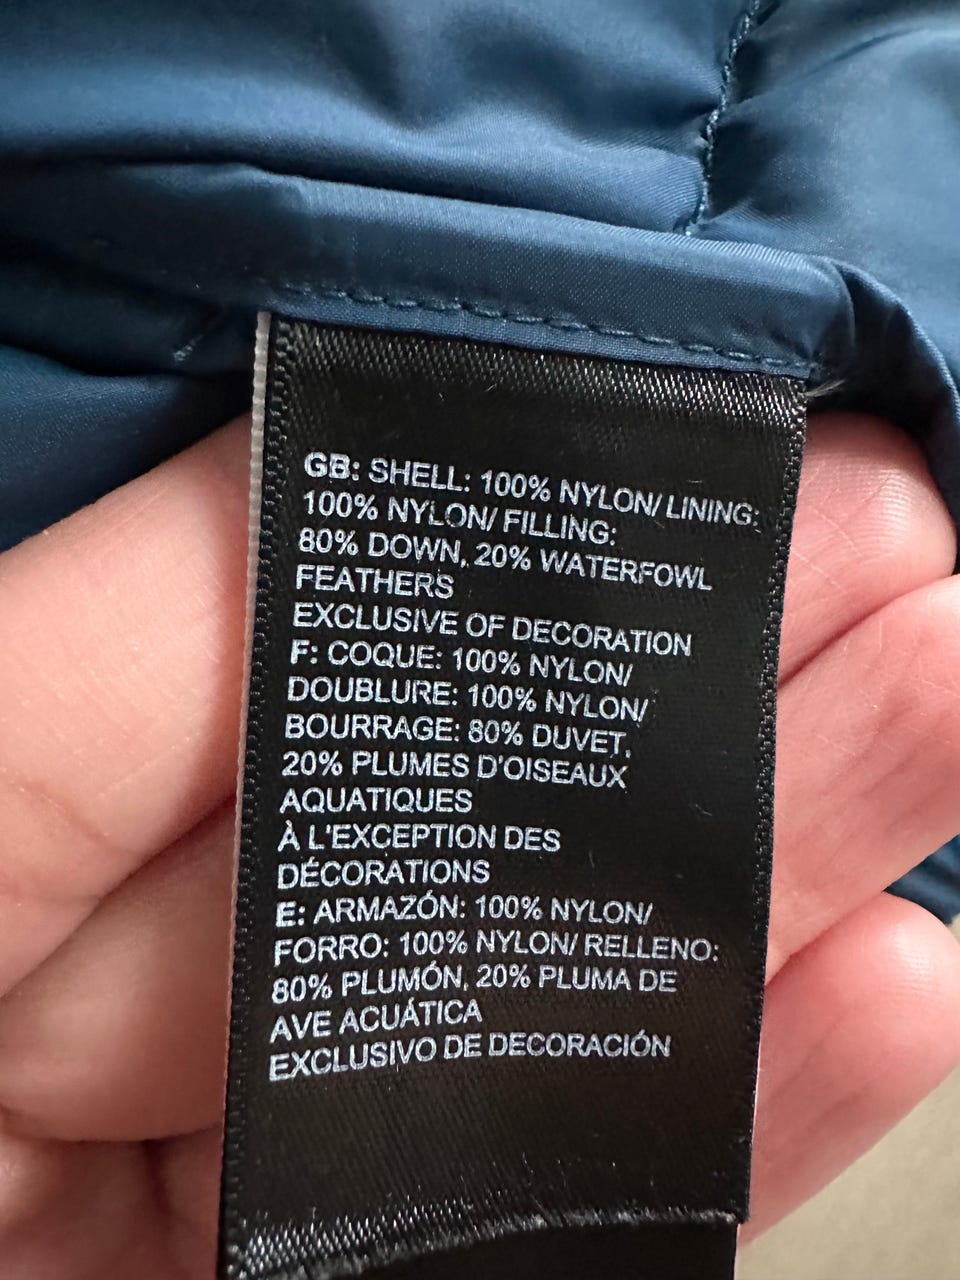 GB: SHELL: 100% NYLON/ LINING:
100% NYLON/ FILLING:
80% DOWN, 20% WATERFOWL
FEATHERS
EXCLUSIVE OF DECORATION
F: COQUE: 100% NYLON/
DOUBLURE: 100% NYLON/
BOURRAGE: 80% DUVET,
20% PLUMES D'OISEAUX
AQUATIQUES
À L'EXCEPTION DES
DÉCORATIONS
E: ARMAZÓN: 100% NYLON/
FORRO: 100% NYLON/ RELLENO:
80% PLUMÓN, 20% PLUMA DE
AVE ACUÁTICA
EXCLUSIVO DE DECORACIÓN